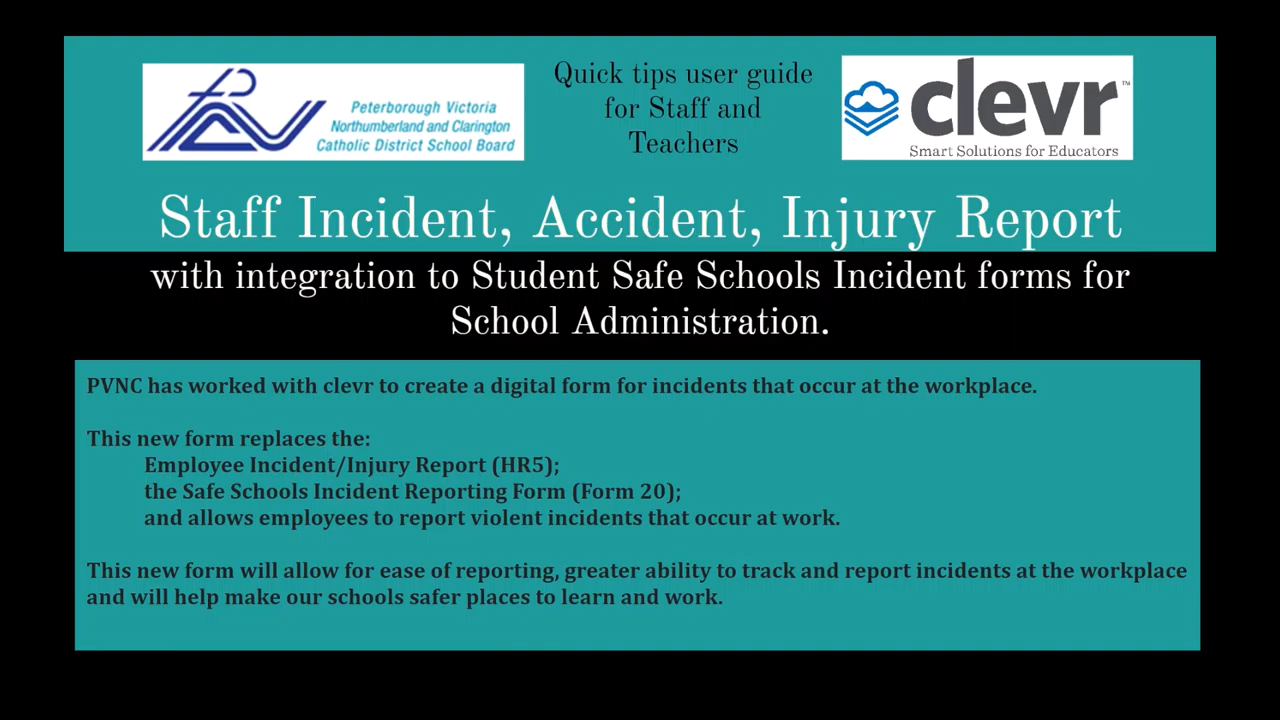 Peterborough Victoria
Northumberland and Clarington
Catholic District School Board
Quick tips user guide
for Staff and
Teachers
clevr™
Smart Solutions for Educators
Staff Incident, Accident, Injury Report
with integration to Student Safe Schools Incident forms for
School Administration.
PVNC has worked with clevr to create a digital form for incidents that occur at the workplace.
This new form replaces the:
Employee Incident/Injury Report (HR5);
the Safe Schools Incident Reporting Form (Form 20);
and allows employees to report violent incidents that occur at work.
This new form will allow for ease of reporting, greater ability to track and report incidents at the workplace
and will help make our schools safer places to learn and work.